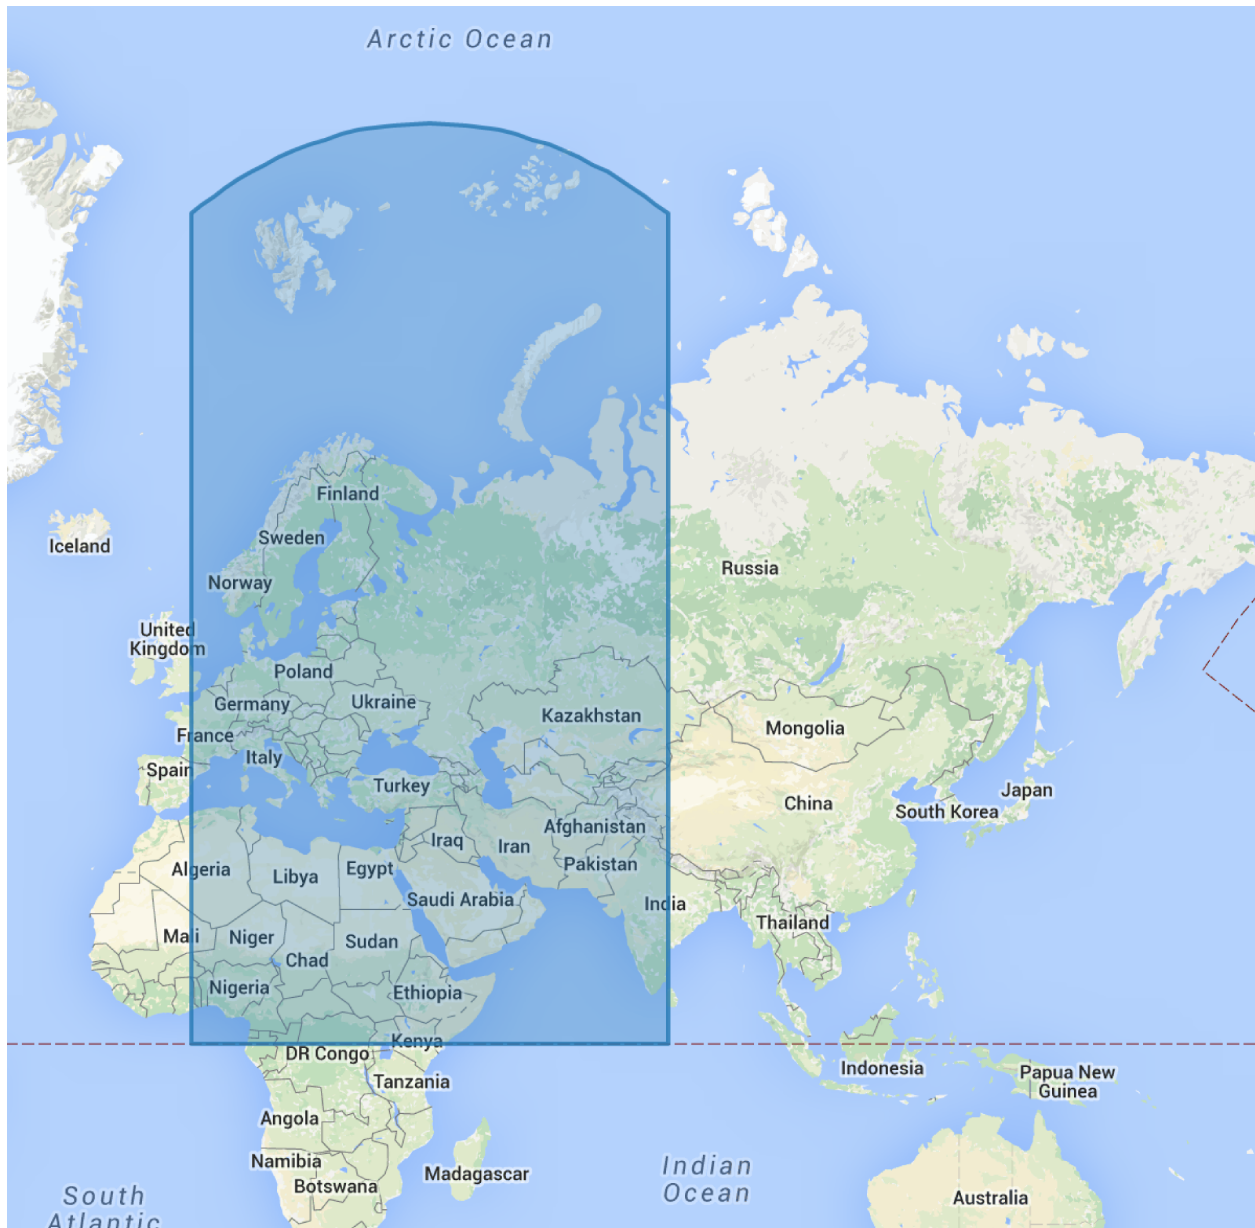 Arctic Ocean
Finland
Sweden
Iceland
Norway
Russia
United
Kingdom
Poland
Germany
Ukraine
Kazakhstan
Mongolia
France
Italy
Spain
Turkey
Japan
China
South Korea
Afghanistan
Iraq
Iran
Algeria
Libya
Egypt
Pakistan
Saudi Arabia
India
Thailand
Mali
Niger
Sudan
Chad
Nigeria
Ethiopia
Kenya
DR Congo
Indonesia
Tanzania
Papua New
Guinea
Angola
Namibia
Madagascar
Indian
Ocean
Botswana
South
Atlantic
Australia